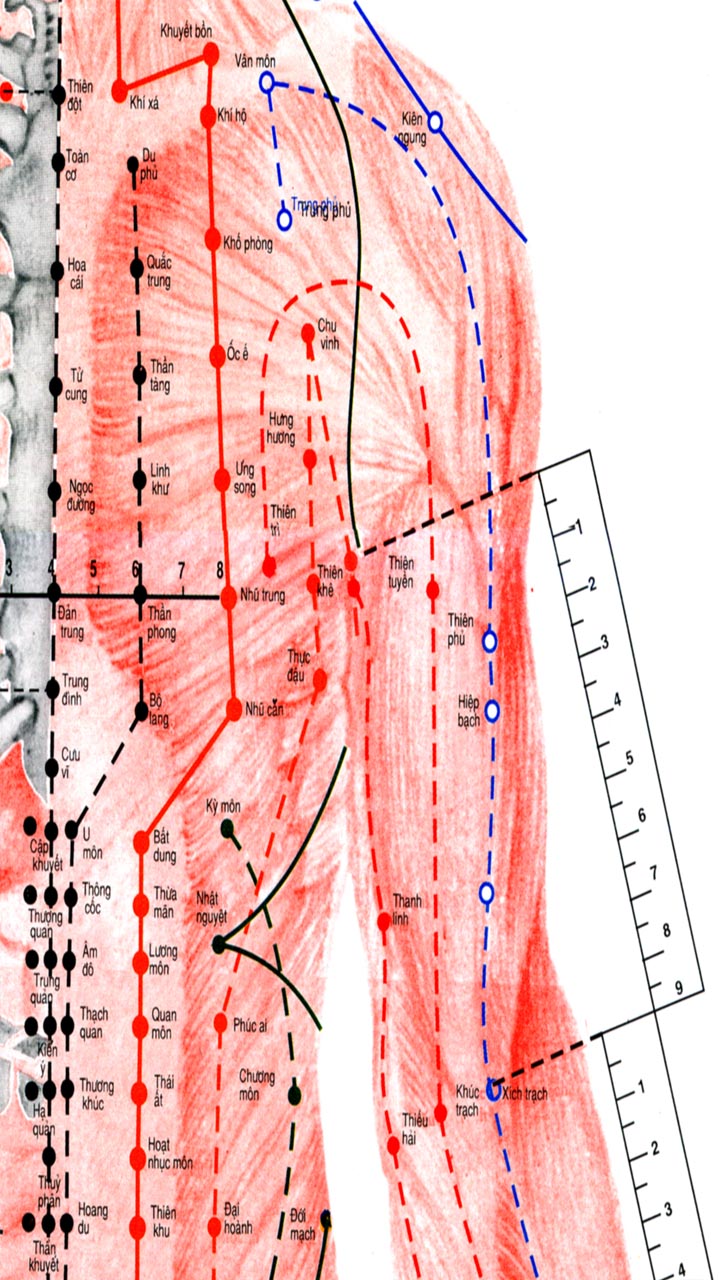 Khuyết bồn
Vân môn
Thiên
đột
Khí xá
Khí hộ
Kiên
ngung
Toàn
cơ
Du
phủ
Trung phủ
Trung phủ
Khố phòng
Hoa
cái
Quắc
trung
Chu
vinh
Ốc ế
Tử
cung
Thần
tàng
Hưng
hương
Ngọc
đường
Linh
khư
Ưng
song
Thiên
trì
1
2
3
4
5
6
7
8
9
3
4
5
6
7
8
Thiên
khê
Thiên
tuyền
Đản
trung
Thần
phong
Nhũ trung
Thiên
phủ
Trung
đình
Bộ
lang
Nhũ căn
Thực
đậu
Hiệp
bạch
Cưu
vĩ
Kỳ môn
Cập
khuyết
U
môn
Bất
dung
Thượng
quản
Thông
cốc
Thừa
mãn
Nhật
nguyệt
Thanh
linh
Trung
quản
Âm
đô
Lương
môn
Kiến
ý
Thạch
quan
Quan
môn
Phúc ai
Hạ
quản
Thương
khúc
Thái
ất
Chương
môn
Khúc
trạch
Xích trạch
1
2
3
4
Thiếu
hải
Thuỷ
phân
Hoạt
nhục môn
Thần
khuyết
Hoang
du
Thiên
khu
Đại
hoành
Đới
mạch